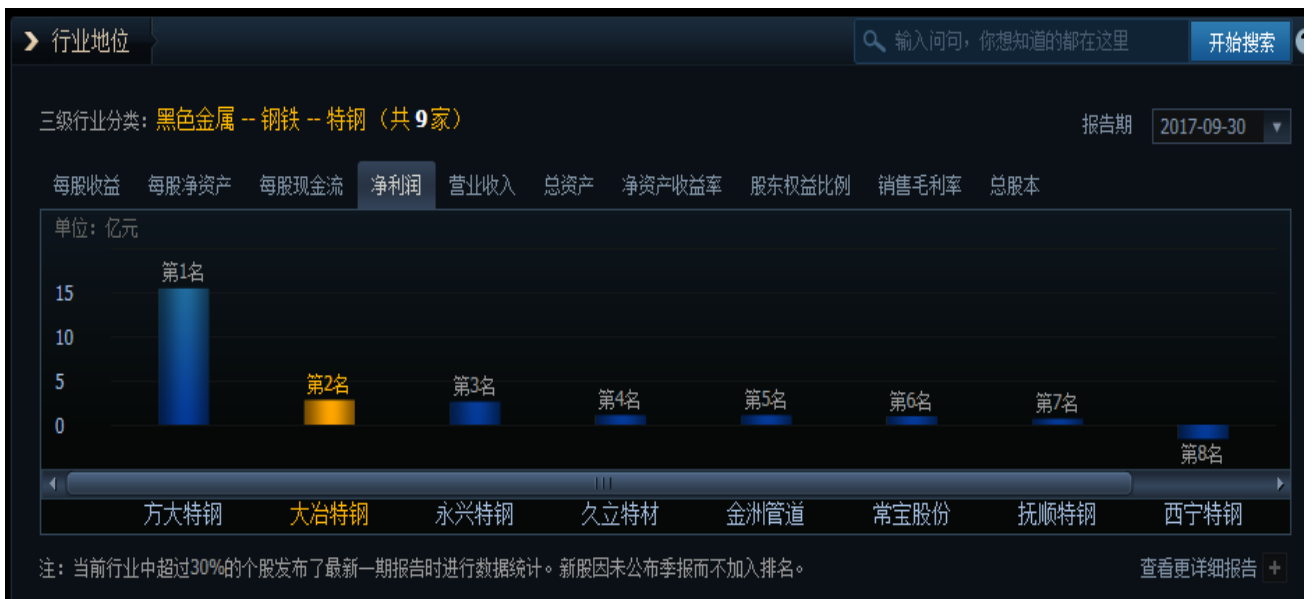 行业地位
输入问句，你想知道的都在这里 开始搜索
三级行业分类：黑色金属 -- 钢铁 -- 特钢 （共 9 家）
报告期 2017-09-30
每股收益 每股净资产 每股现金流 净利润 营业收入 总资产 净资产收益率 股东权益比例 销售毛利率 总股本
单位：亿元
第1名
15
10
5 第2名 第3名 第4名 第5名 第6名 第7名
0
第8名
方大特钢 大冶特钢 永兴特钢 久立特材 金洲管道 常宝股份 抚顺特钢 西宁特钢
注：当前行业中超过30%的个股发布了最新一期报告时进行数据统计。新股因未公布季报而不加入排名。 查看更详细报告 +